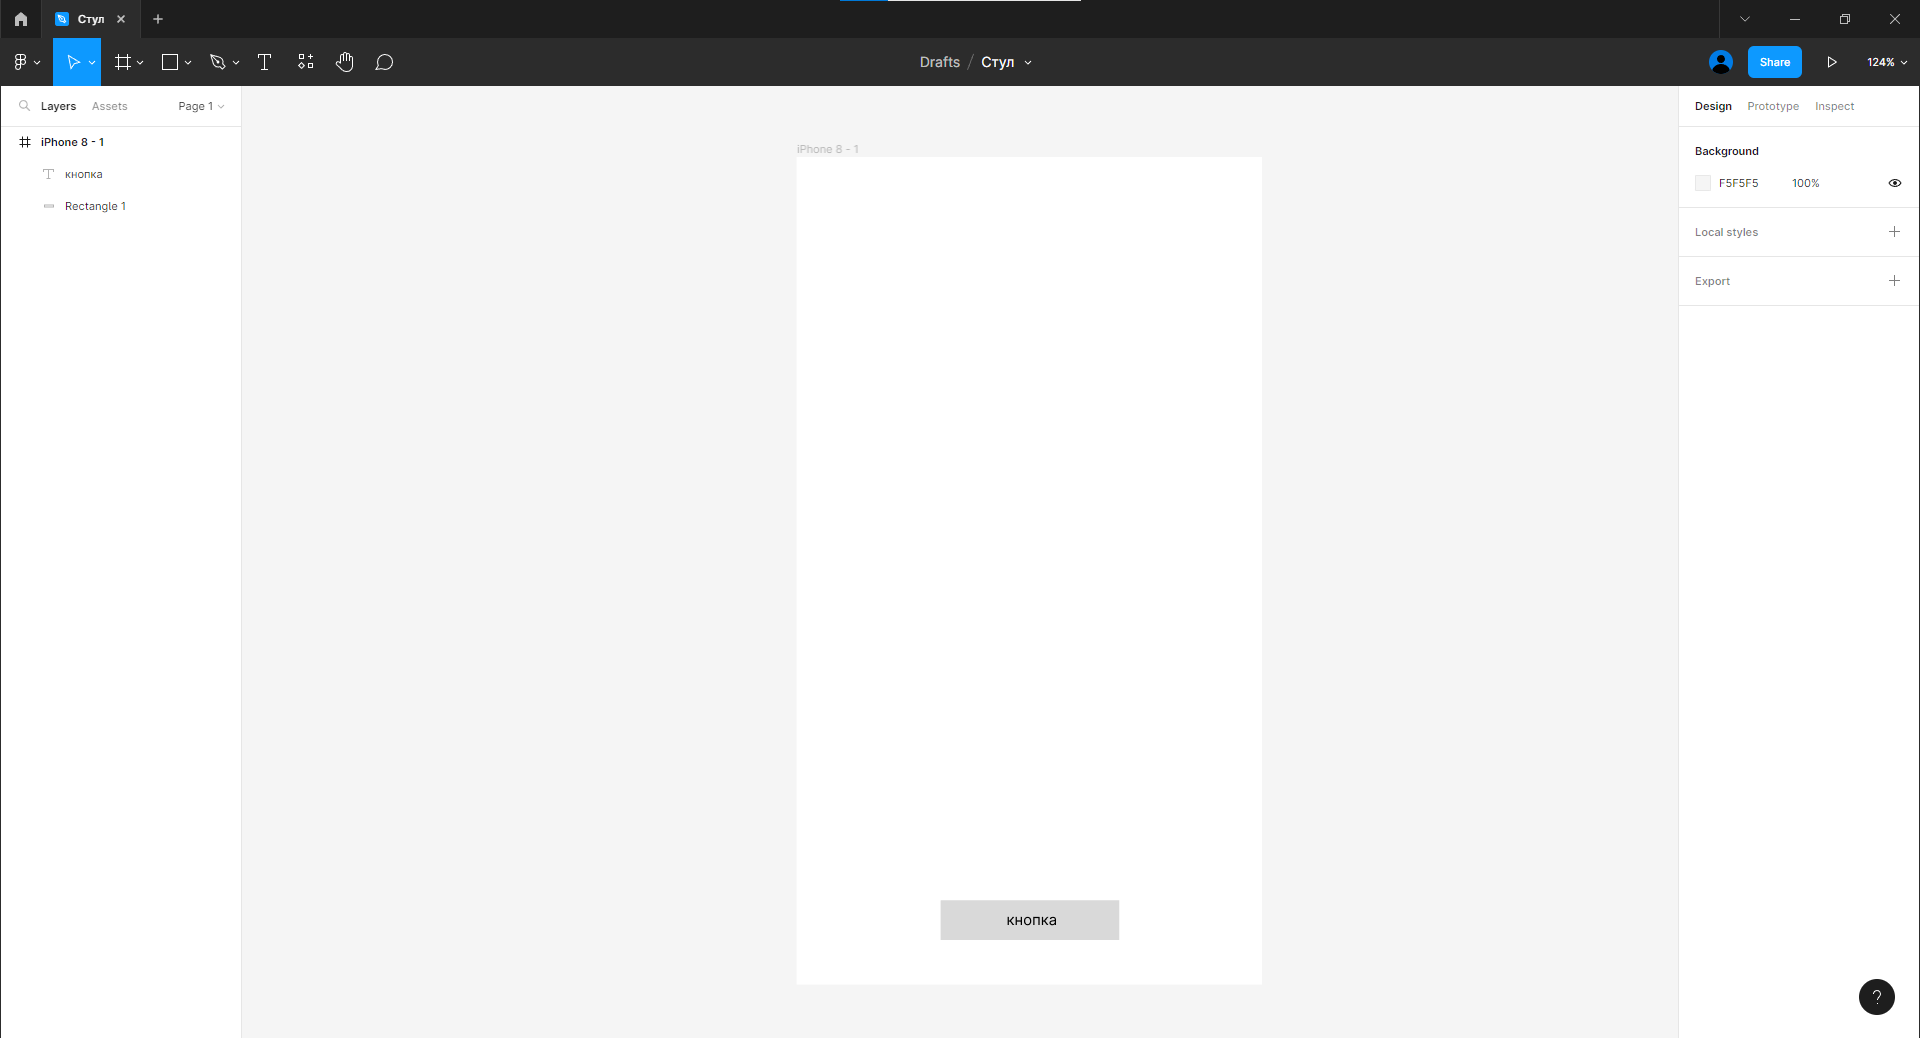 Стул
Drafts / Стул
Share
124%
Layers Assets Page 1
iPhone 8 - 1
кнопка
Rectangle 1
iPhone 8 - 1
кнопка
Design Prototype Inspect
Background
F5F5F5 100%
Local styles
Export
?